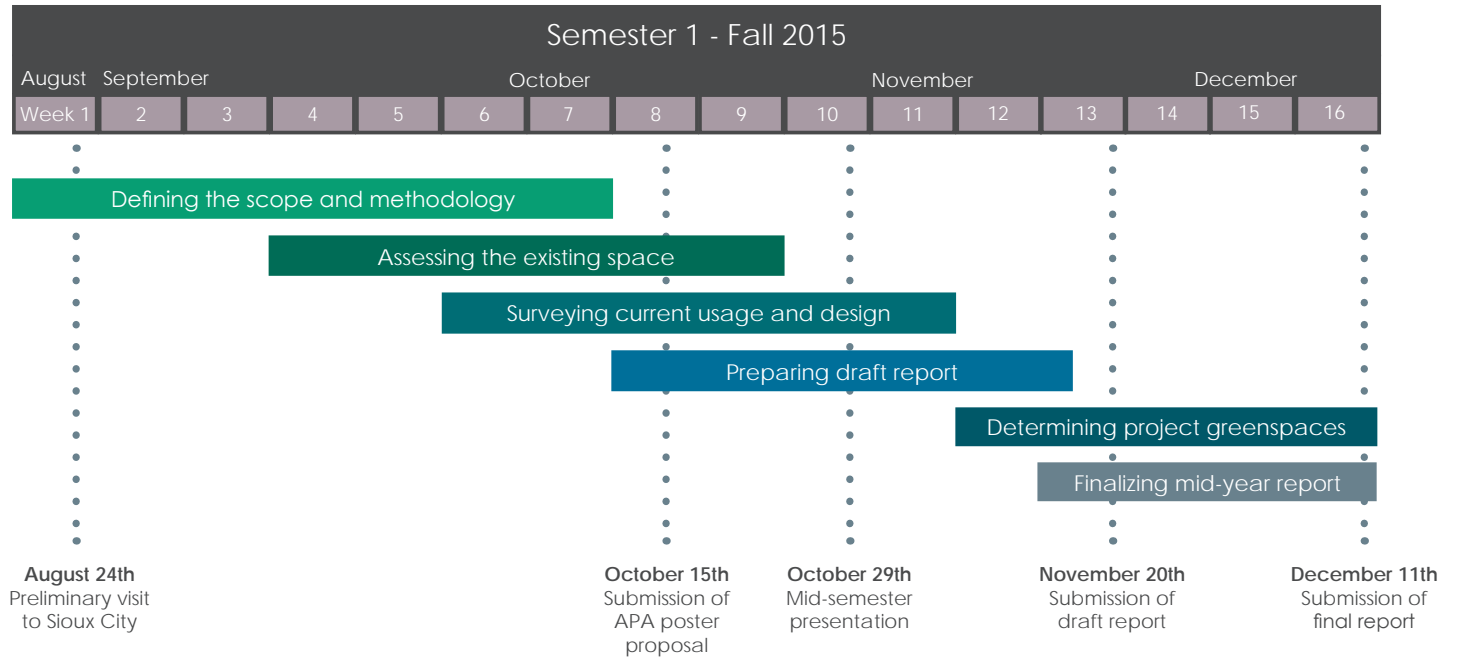 Semester 1 - Fall 2015
August September October November December
Week 1 2 3 4 5 6 7 8 9 10 11 12 13 14 15 16
Defining the scope and methodology
Assessing the existing space
Surveying current usage and design
Preparing draft report
Determining project greenspaces
Finalizing mid-year report
August 24th
Preliminary visit
to Sioux City
October 15th
Submission of
APA poster
proposal
October 29th
Mid-semester
presentation
November 20th
Submission of
draft report
December 11th
Submission of
final report